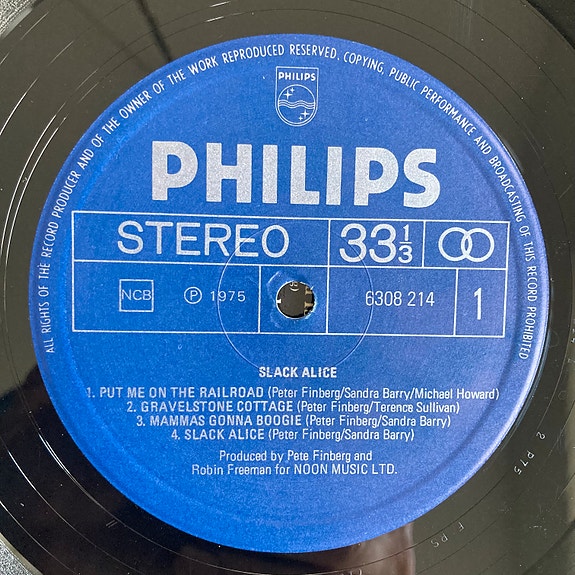 ALL RIGHTS OF THE RECORD PRODUCER AND OF THE OWNER OF THE WORK REPRODUCED RESERVED. COPYING, PUBLIC PERFORMANCE AND BROADCASTING OF THIS RECORD PROHIBITED
PHILIPS
PHILIPS
STEREO 33⅓
NCB ℗ 1975 6308 214 1
SLACK ALICE
1. PUT ME ON THE RAILROAD (Peter Finberg/Sandra Barry/Michael Howard)
2. GRAVELSTONE COTTAGE (Peter Finberg/Terence Sullivan)
3. MAMMAS GONNA BOOGIE (Peter Finberg/Sandra Barry)
4. SLACK ALICE (Peter Finberg/Sandra Barry)
Produced by Pete Finberg and
Robin Freeman for NOON MUSIC LTD.